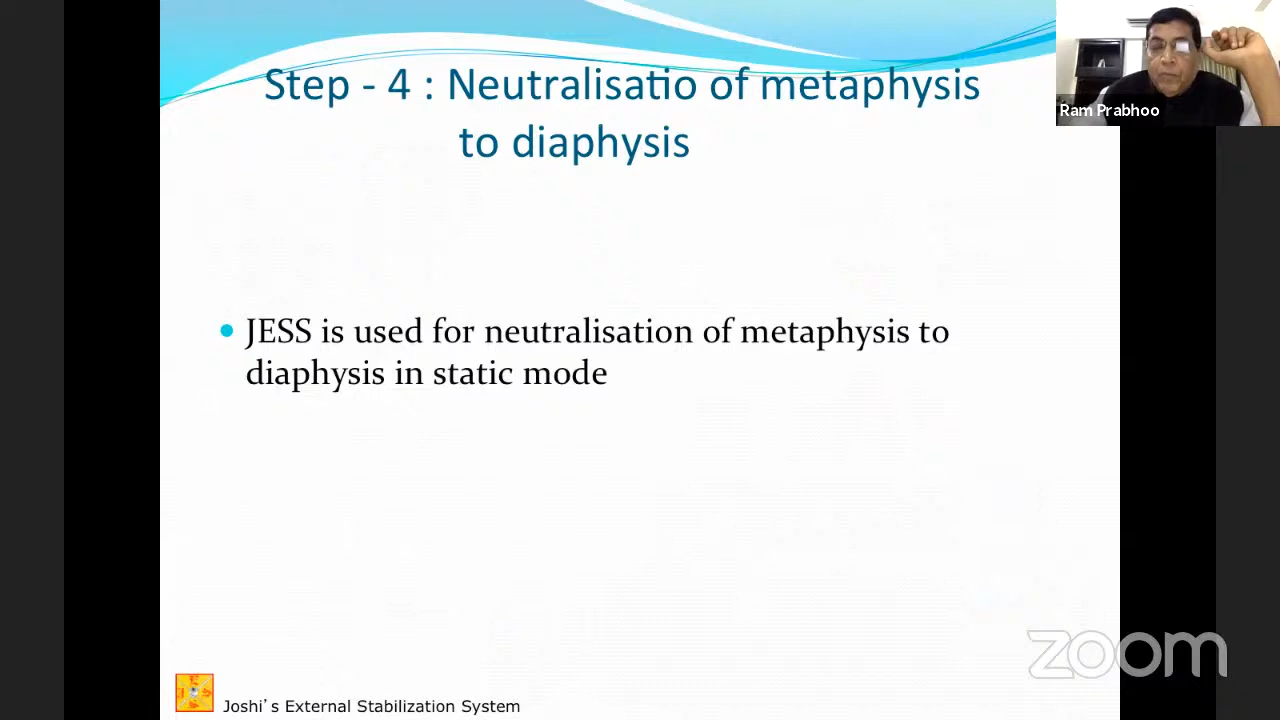 Step - 4 : Neutralisatio of metaphysis
to diaphysis
Ram Prabhoo
• JESS is used for neutralisation of metaphysis to
diaphysis in static mode
zoom
Joshi's External Stabilization System